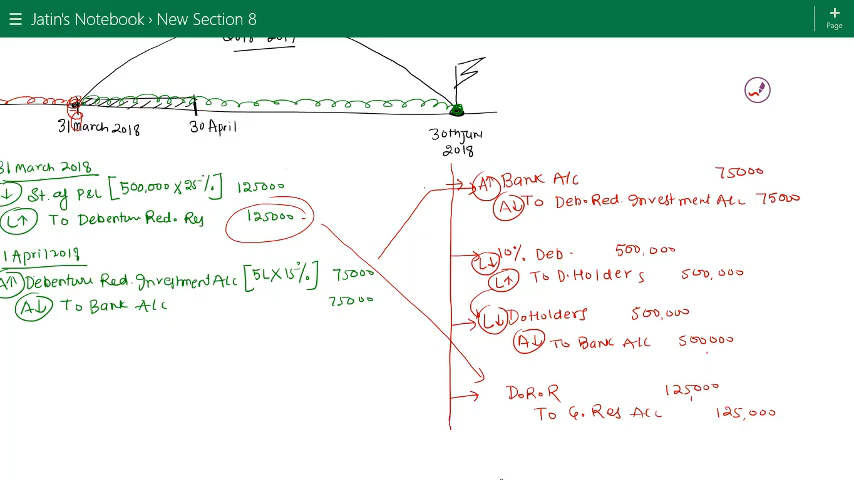 Jatin's Notebook › New Section 8
Page
31 March 2018
30 April
30th Jun
2018
31 March 2018
↓ St. of P&L [500,000 × 25%] 125000
L↑ To Debenture Red. Res 125000
1 April 2018
A↑ Debenture Red. Investment A/c [5L × 15%] 75000
A↓ To Bank A/c 75000
A↑ Bank A/c 75000
A↓ To Deb. Red. Investment A/c 75000
L↓ 10% Deb. 500,000
L↑ To D. Holders 500,000
L↓ D. Holders 500,000
A↓ To Bank A/c 500,000
D.R.R 125,000
To G. Res A/c 125,000